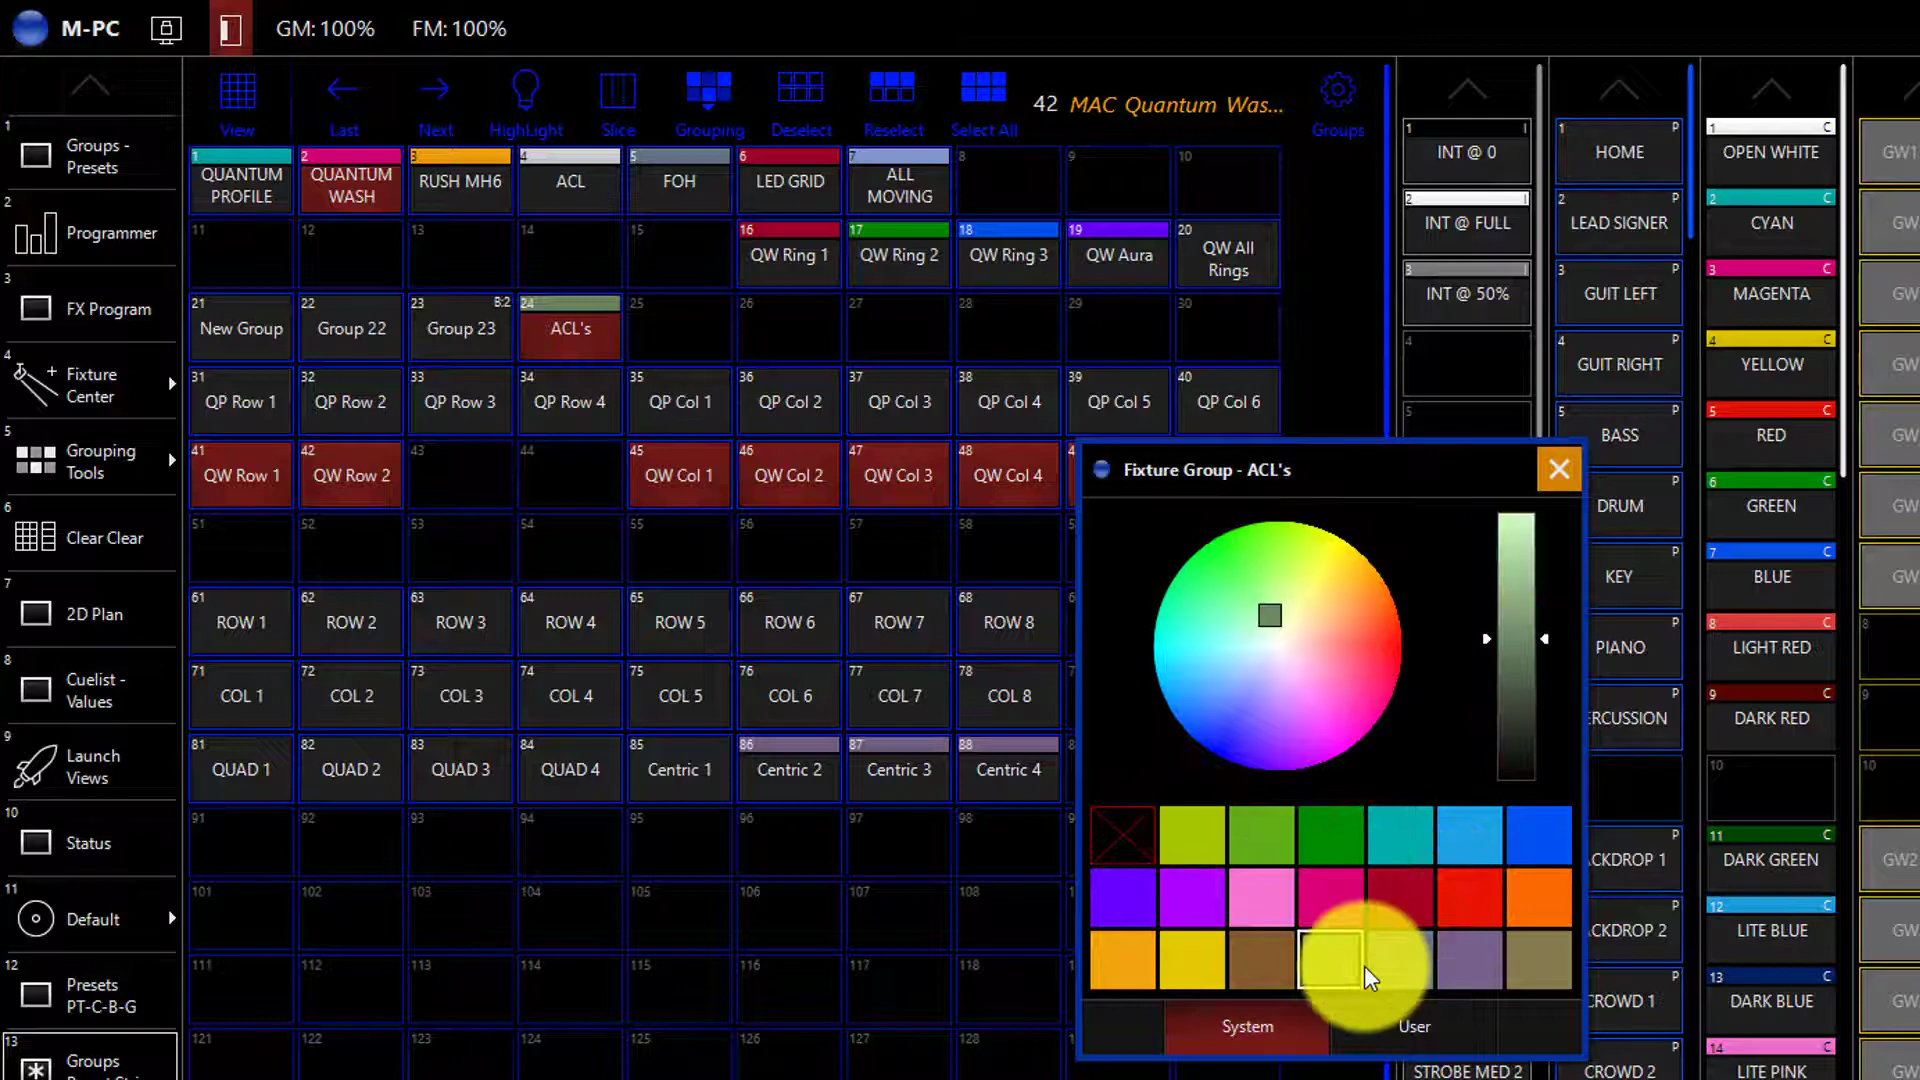 M-PC GM: 100% FM: 100%
View Last Next HighLight Slice Grouping Deselect Reselect Select All 42 MAC Quantum Was... Groups
1 Groups - Presets
2 Programmer
3 FX Program
4 Fixture Center
5 Grouping Tools
6 Clear Clear
7 2D Plan
8 Cuelist - Values
9 Launch Views
10 Status
11 Default
12 Presets PT-C-B-G
13 Groups
1 QUANTUM PROFILE 2 QUANTUM WASH 3 RUSH MH6 4 ACL 5 FOH 6 LED GRID 7 ALL MOVING 8 9 10
11 12 13 14 15 16 QW Ring 1 17 QW Ring 2 18 QW Ring 3 19 QW Aura 20 QW All Rings
21 New Group 22 Group 22 23 B:2 Group 23 24 ACL's 25 26 27 28 29 30
31 QP Row 1 32 QP Row 2 33 QP Row 3 34 QP Row 4 35 QP Col 1 36 QP Col 2 37 QP Col 3 38 QP Col 4 39 QP Col 5 40 QP Col 6
41 QW Row 1 42 QW Row 2 43 44 45 QW Col 1 46 QW Col 2 47 QW Col 3 48 QW Col 4
51 52 53 54 55 56 57 58
61 ROW 1 62 ROW 2 63 ROW 3 64 ROW 4 65 ROW 5 66 ROW 6 67 ROW 7 68 ROW 8
71 COL 1 72 COL 2 73 COL 3 74 COL 4 75 COL 5 76 COL 6 77 COL 7 78 COL 8
81 QUAD 1 82 QUAD 2 83 QUAD 3 84 QUAD 4 85 Centric 1 86 Centric 2 87 Centric 3 88 Centric 4
91 92 93 94 95 96 97 98
101 102 103 104 105 106 107 108
111 112 113 114 115 116 117 118
121 122 123 124 125 126 127 128
Fixture Group - ACL's
System User
1 I INT @ 0
2 I INT @ FULL
3 I INT @ 50%
4
5
STROBE MED 2
1 P HOME
2 P LEAD SIGNER
3 P GUIT LEFT
4 P GUIT RIGHT
5 P BASS
P DRUM
P KEY
P PIANO
P ERCUSSION
P ACKDROP 1
P ACKDROP 2
P CROWD 1
P CROWD 2
1 C OPEN WHITE
2 C CYAN
3 C MAGENTA
4 C YELLOW
5 C RED
6 C GREEN
7 C BLUE
8 C LIGHT RED
9 C DARK RED
10
11 C DARK GREEN
12 C LITE BLUE
13 C DARK BLUE
14 C LITE PINK
GW1
GW
GW
GW
GW
GW
GW
8
9
10
GW2
GW
GW